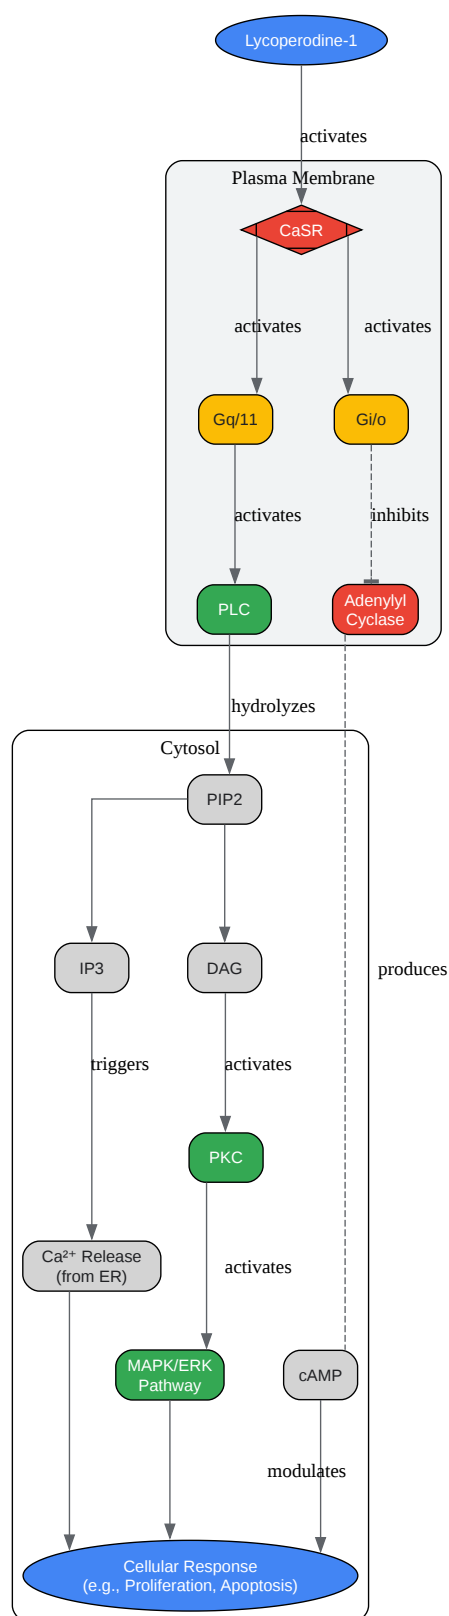 Lycoperodine-1
activates
Plasma Membrane
CaSR
activates
activates
Gq/11
Gi/o
activates
inhibits
PLC
Adenylyl
Cyclase
hydrolyzes
Cytosol
PIP2
IP3
DAG
produces
triggers
activates
PKC
Ca²⁺ Release
(from ER)
activates
MAPK/ERK
Pathway
cAMP
modulates
Cellular Response
(e.g., Proliferation, Apoptosis)